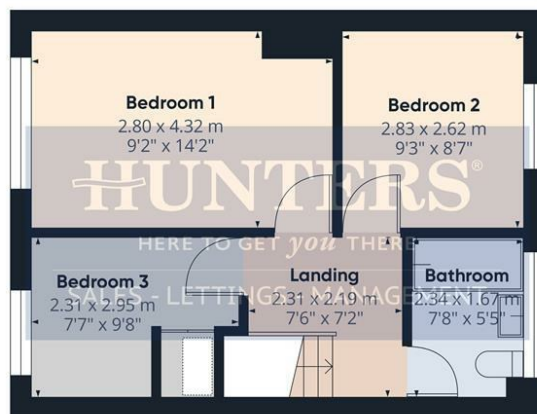 Bedroom 1
2.80 x 4.32 m
9'2" x 14'2"
Bedroom 2
2.83 x 2.62 m
9'3" x 8'7"
HUNTERS®
HERE TO GET you THERE
Bedroom 3
2.31 x 2.95 m
7'7" x 9'8"
Landing
2.31 x 2.19 m
7'6" x 7'2"
Bathroom
2.34 x 1.67 m
7'8" x 5'5"
SALES - LETTINGS - MANAGEMENT